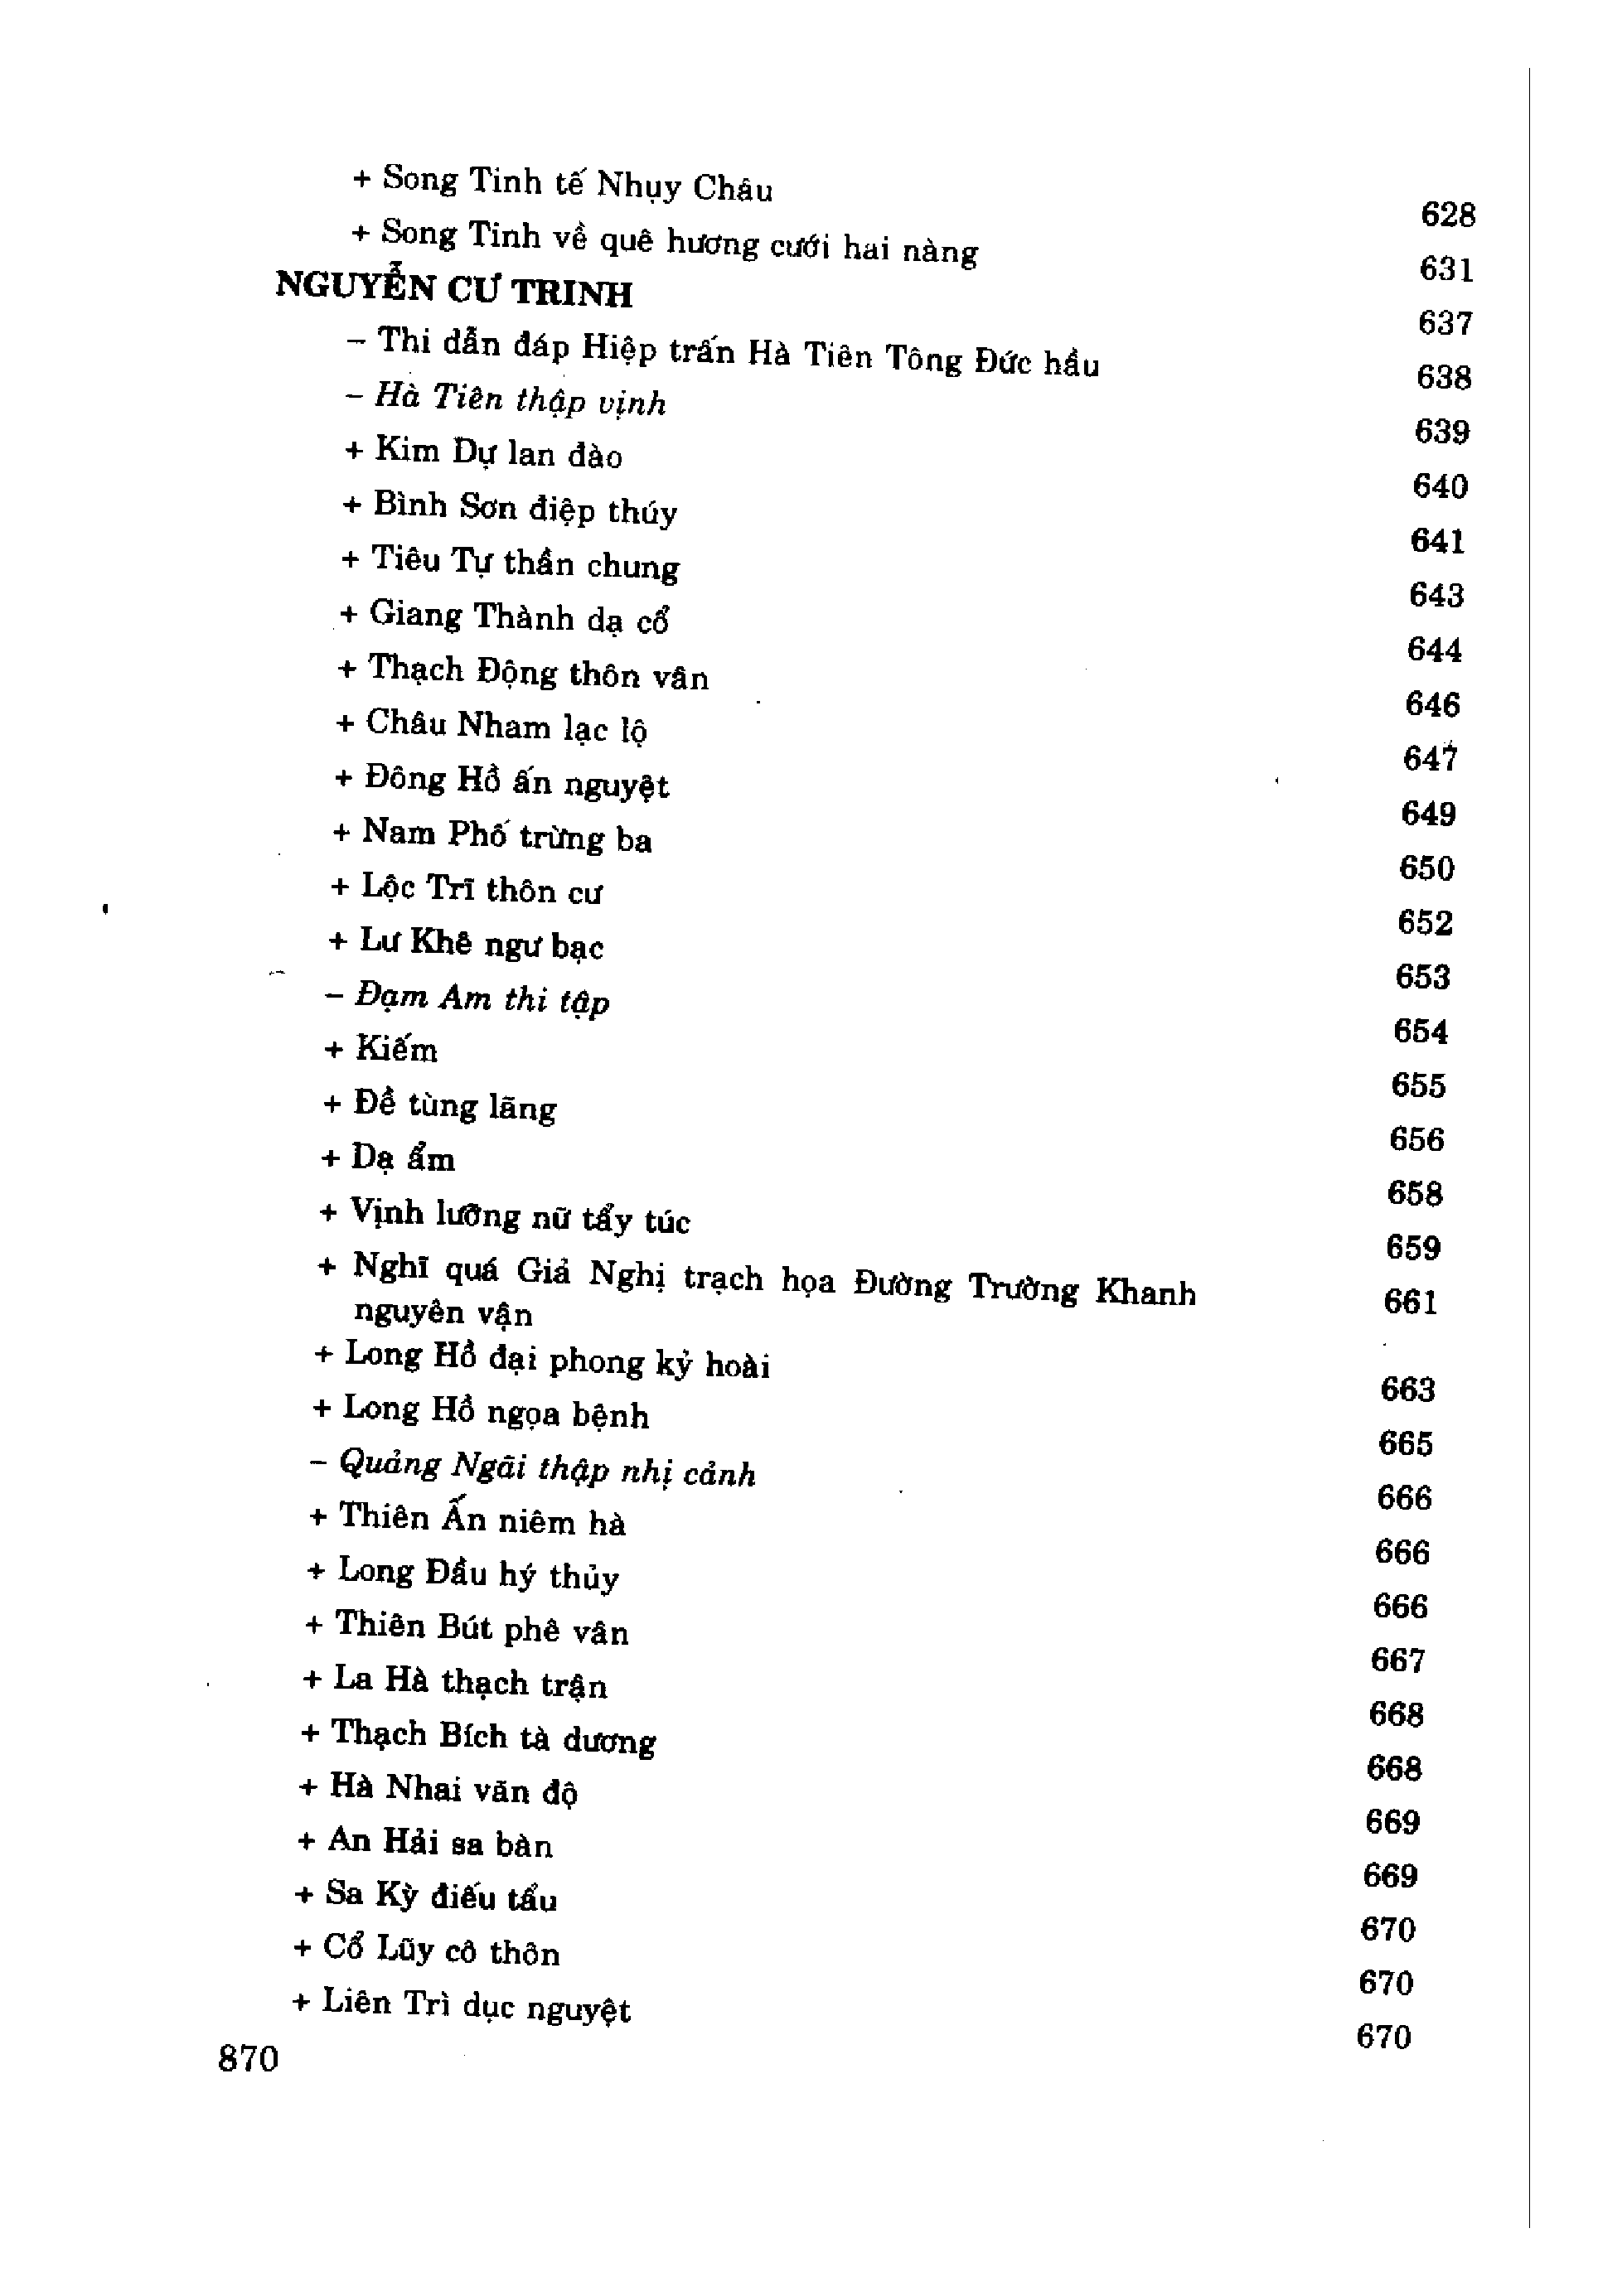 + Song Tinh tế Nhụy Châu 628
+ Song Tinh về quê hương cưới hai nàng 631
NGUYỄN CƯ TRINH 637
– Thi dẫn đáp Hiệp trấn Hà Tiên Tông Đức hầu 638
– Hà Tiên thập vịnh 639
+ Kim Dự lan đào 640
+ Bình Sơn điệp thúy 641
+ Tiêu Tự thần chung 643
+ Giang Thành dạ cổ 644
+ Thạch Động thôn vân 646
+ Châu Nham lạc lộ 647
+ Đông Hồ ấn nguyệt 649
+ Nam Phố trừng ba 650
+ Lộc Trĩ thôn cư 652
+ Lư Khê ngư bạc 653
– Đạm Am thi tập 654
+ Kiếm 655
+ Đề tùng lãng 656
+ Dạ ẩm 658
+ Vịnh lưỡng nữ tẩy túc 659
+ Nghĩ quá Giả Nghị trạch họa Đường Trường Khanh 661
nguyên vận
+ Long Hồ đại phong kỷ hoài 663
+ Long Hồ ngọa bệnh 665
– Quảng Ngãi thập nhị cảnh 666
+ Thiên Ấn niêm hà 666
+ Long Đầu hý thủy 666
+ Thiên Bút phê vân 667
+ La Hà thạch trận 668
+ Thạch Bích tà dương 668
+ Hà Nhai vãn độ 669
+ An Hải sa bàn 669
+ Sa Kỳ điếu tẩu 670
+ Cổ Lũy cô thôn 670
+ Liên Trì dục nguyệt 670
870